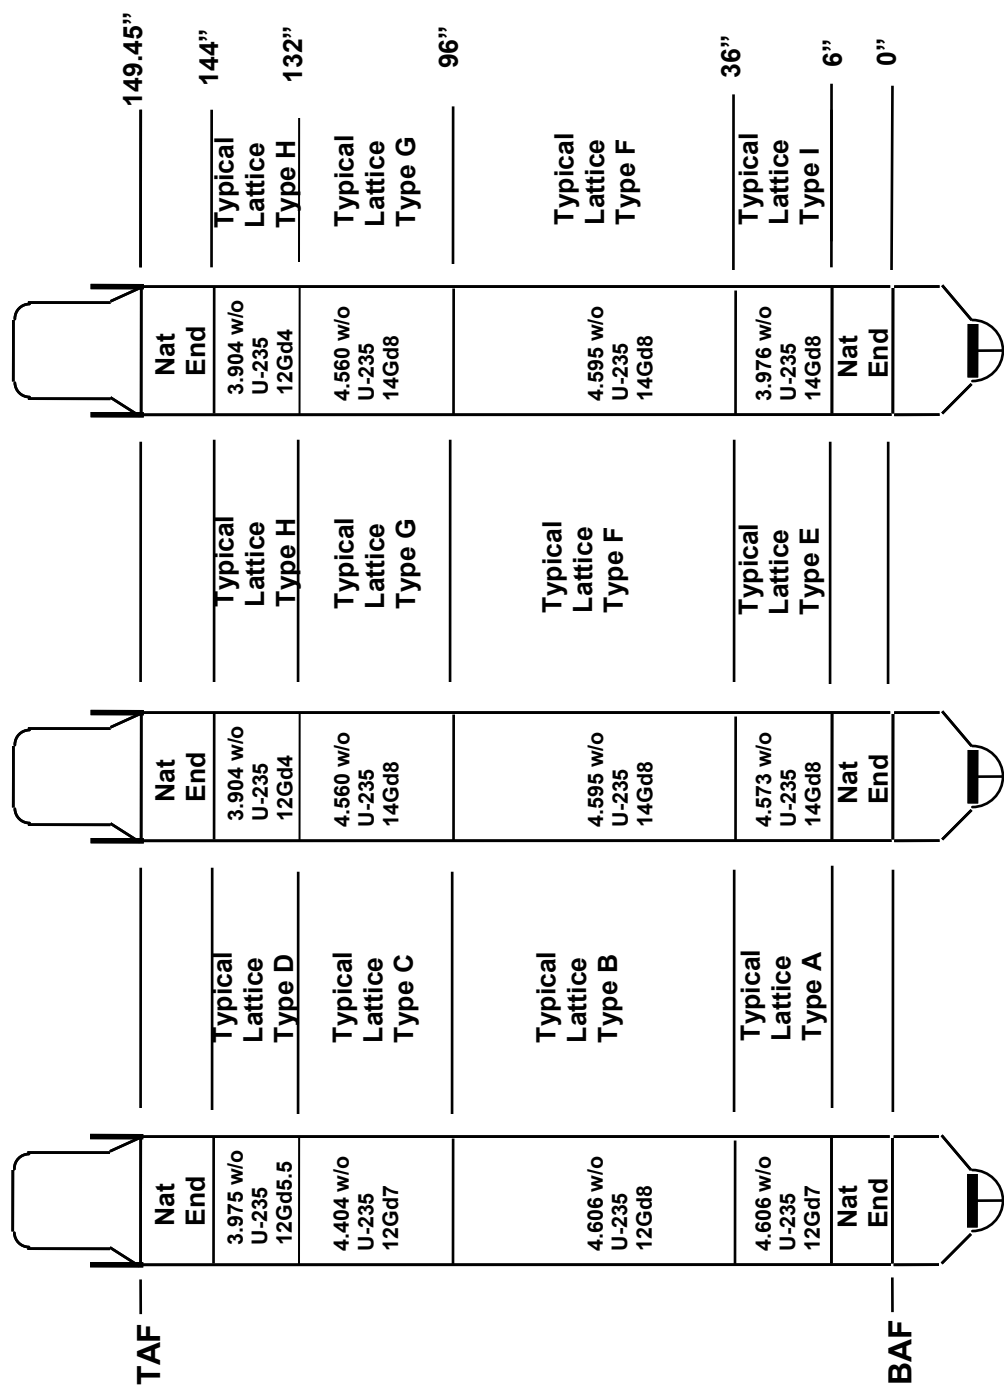 TAF
BAF
Nat
End
3.975 w/o
U-235
12Gd5.5
4.404 w/o
U-235
12Gd7
4.606 w/o
U-235
12Gd8
4.606 w/o
U-235
12Gd7
Nat
End
Typical
Lattice
Type D
Typical
Lattice
Type C
Typical
Lattice
Type B
Typical
Lattice
Type A
Nat
End
3.904 w/o
U-235
12Gd4
4.560 w/o
U-235
14Gd8
4.595 w/o
U-235
14Gd8
4.573 w/o
U-235
14Gd8
Nat
End
Typical
Lattice
Type H
Typical
Lattice
Type G
Typical
Lattice
Type F
Typical
Lattice
Type E
Nat
End
3.904 w/o
U-235
12Gd4
4.560 w/o
U-235
14Gd8
4.595 w/o
U-235
14Gd8
3.976 w/o
U-235
14Gd8
Nat
End
Typical
Lattice
Type H
Typical
Lattice
Type G
Typical
Lattice
Type F
Typical
Lattice
Type I
149.45”
144”
132”
96”
36”
6”
0”